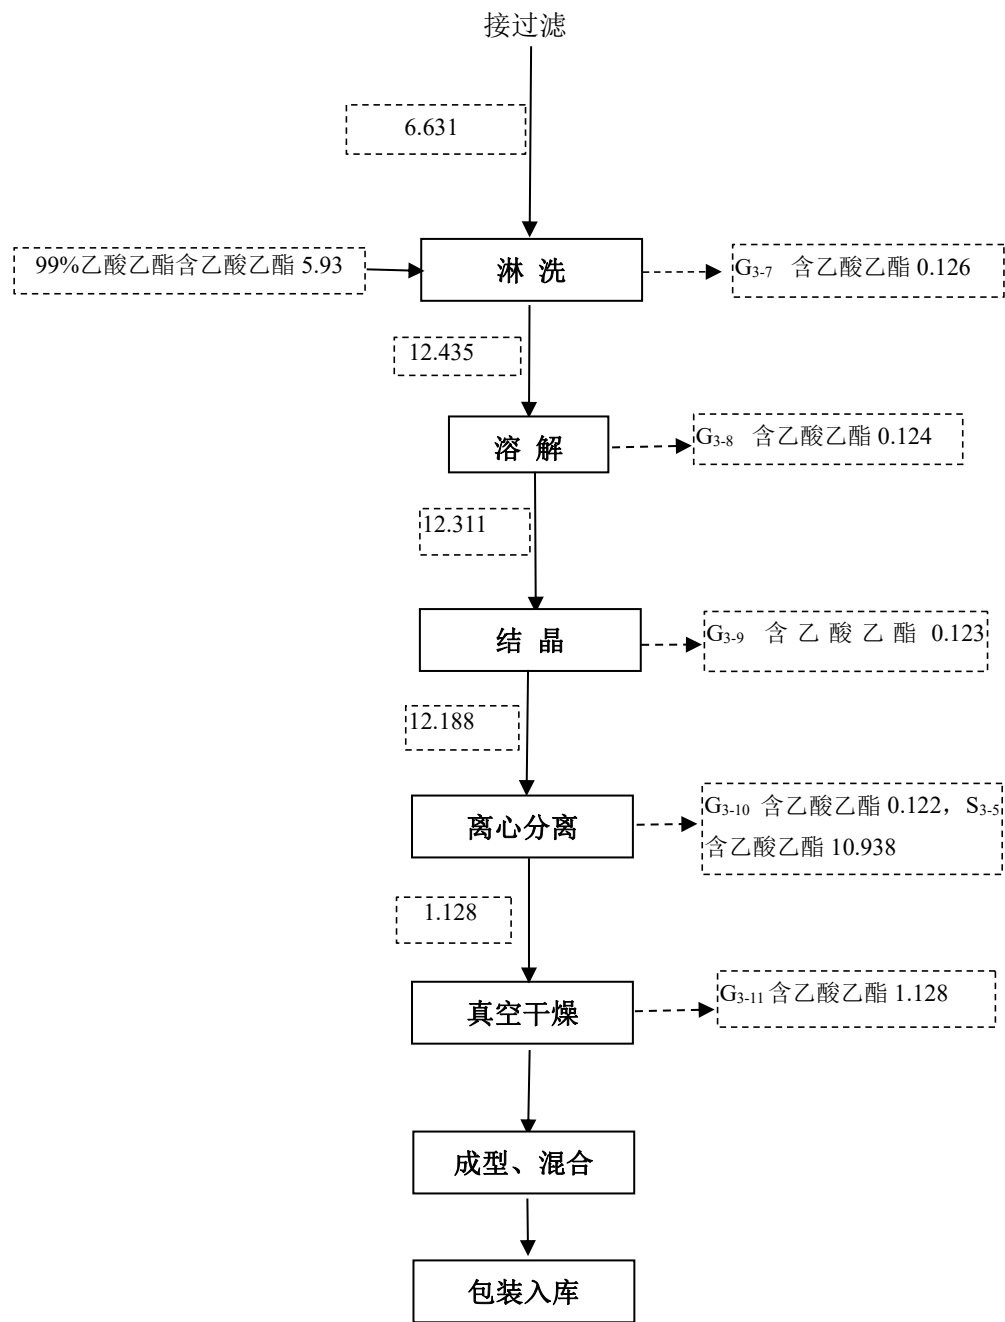 接过滤
6.631
99%乙酸乙酯含乙酸乙酯 5.93
淋 洗
G3-7 含乙酸乙酯 0.126
12.435
溶 解
G3-8 含乙酸乙酯 0.124
12.311
结 晶
G3-9 含乙酸乙酯 0.123
12.188
离心分离
G3-10 含乙酸乙酯 0.122，S3-5
含乙酸乙酯 10.938
1.128
真空干燥
G3-11 含乙酸乙酯 1.128
成型、混合
包装入库